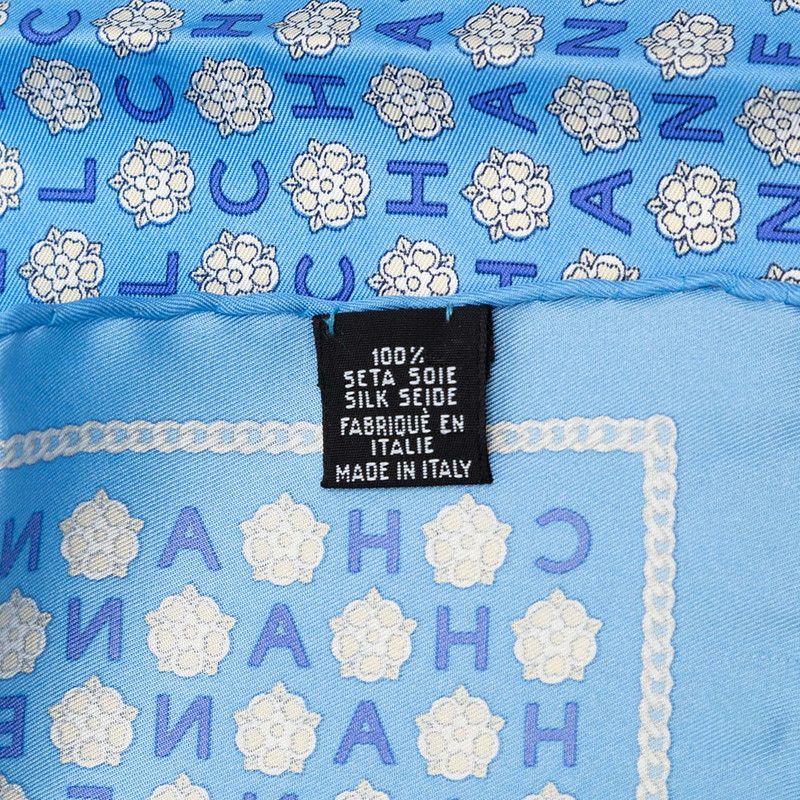 C H A N
L C H A N E
L C H A N
L C H
100%
SETA SOIE
SILK SEIDE
FABRIQUÈ EN
ITALIE
MADE IN ITALY
N A H C
N A H
E N A H